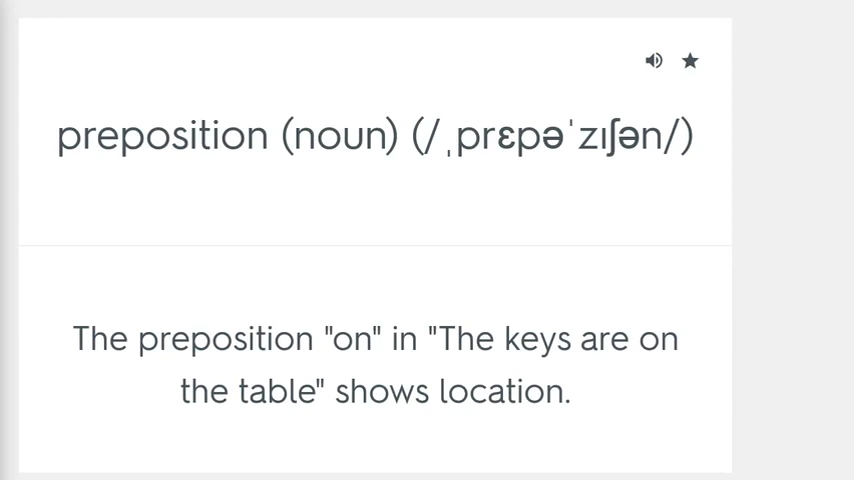 preposition (noun) (/ˌprɛpəˈzɪʃən/)
The preposition "on" in "The keys are on
the table" shows location.